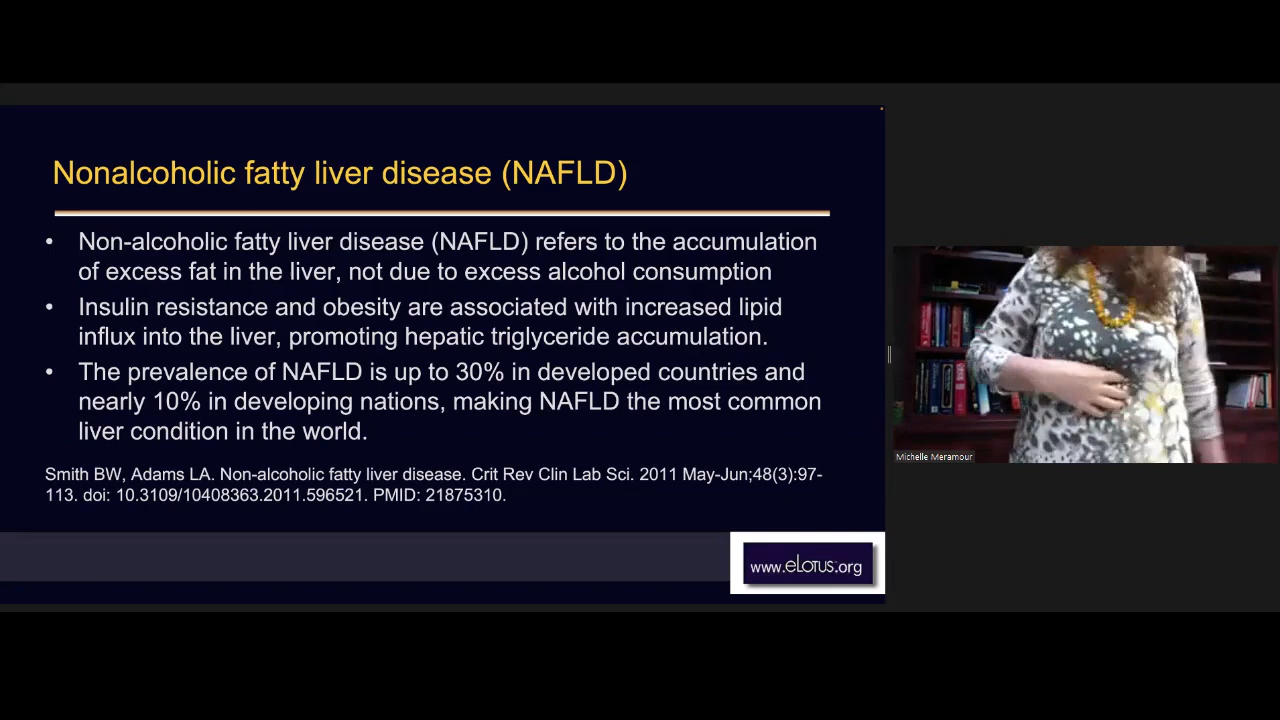 Nonalcoholic fatty liver disease (NAFLD)
• Non-alcoholic fatty liver disease (NAFLD) refers to the accumulation
of excess fat in the liver, not due to excess alcohol consumption
• Insulin resistance and obesity are associated with increased lipid
influx into the liver, promoting hepatic triglyceride accumulation.
• The prevalence of NAFLD is up to 30% in developed countries and
nearly 10% in developing nations, making NAFLD the most common
liver condition in the world.
Smith BW, Adams LA. Non-alcoholic fatty liver disease. Crit Rev Clin Lab Sci. 2011 May-Jun;48(3):97-
113. doi: 10.3109/10408363.2011.596521. PMID: 21875310.
www.eLotus.org
Michelle Meramour